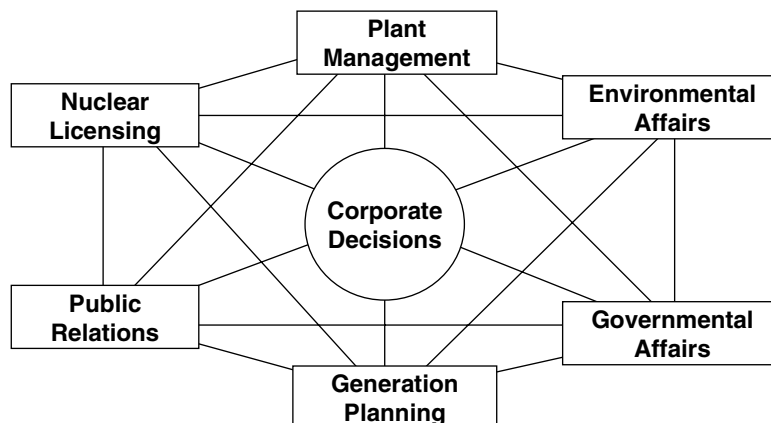 Plant
Management
Nuclear
Licensing
Environmental
Affairs
Corporate
Decisions
Public
Relations
Governmental
Affairs
Generation
Planning